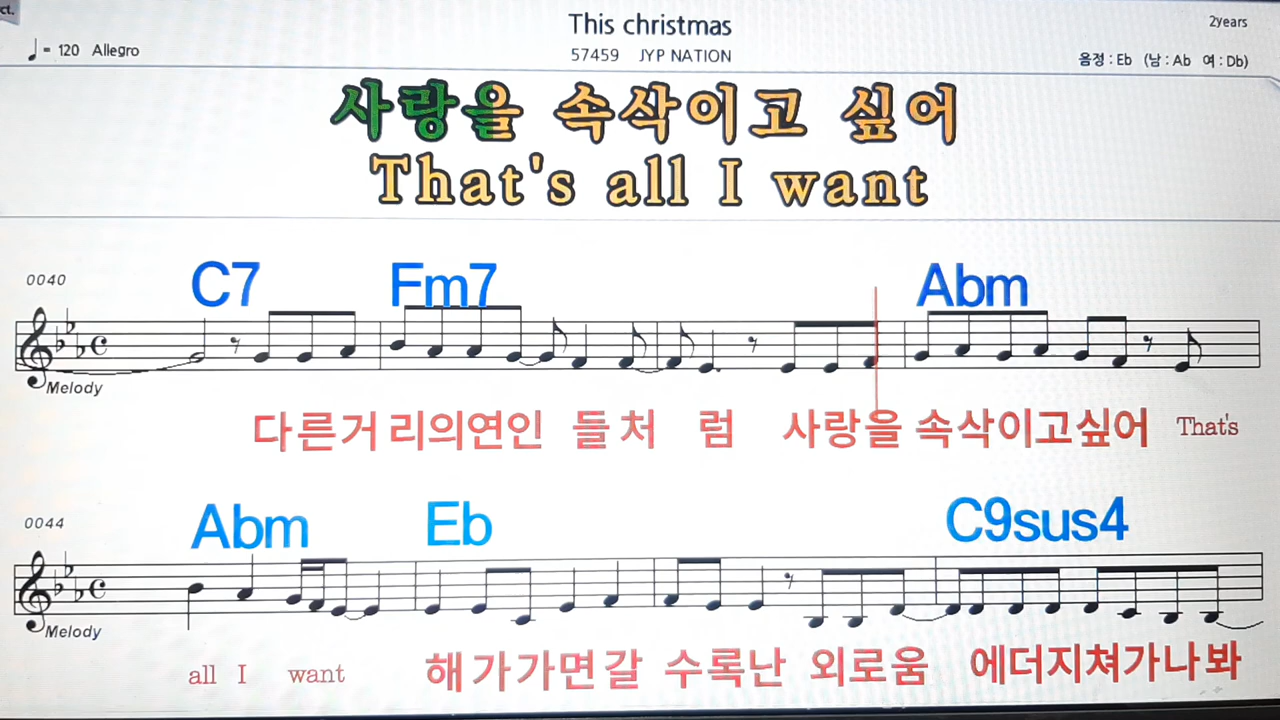 ct.
This christmas
2years
♩= 120 Allegro
57459 JYP NATION
음정 : Eb (남 : Ab 여 : Db)
사랑을 속삭이고 싶어
That's all I want
0040
C7 Fm7 Abm
Melody
다른거리의연인 들처 럼 사랑을 속삭이고싶어 That's
0044
Abm Eb C9sus4
Melody
all I want 해가가면갈 수록난 외로움 에더지쳐가나봐